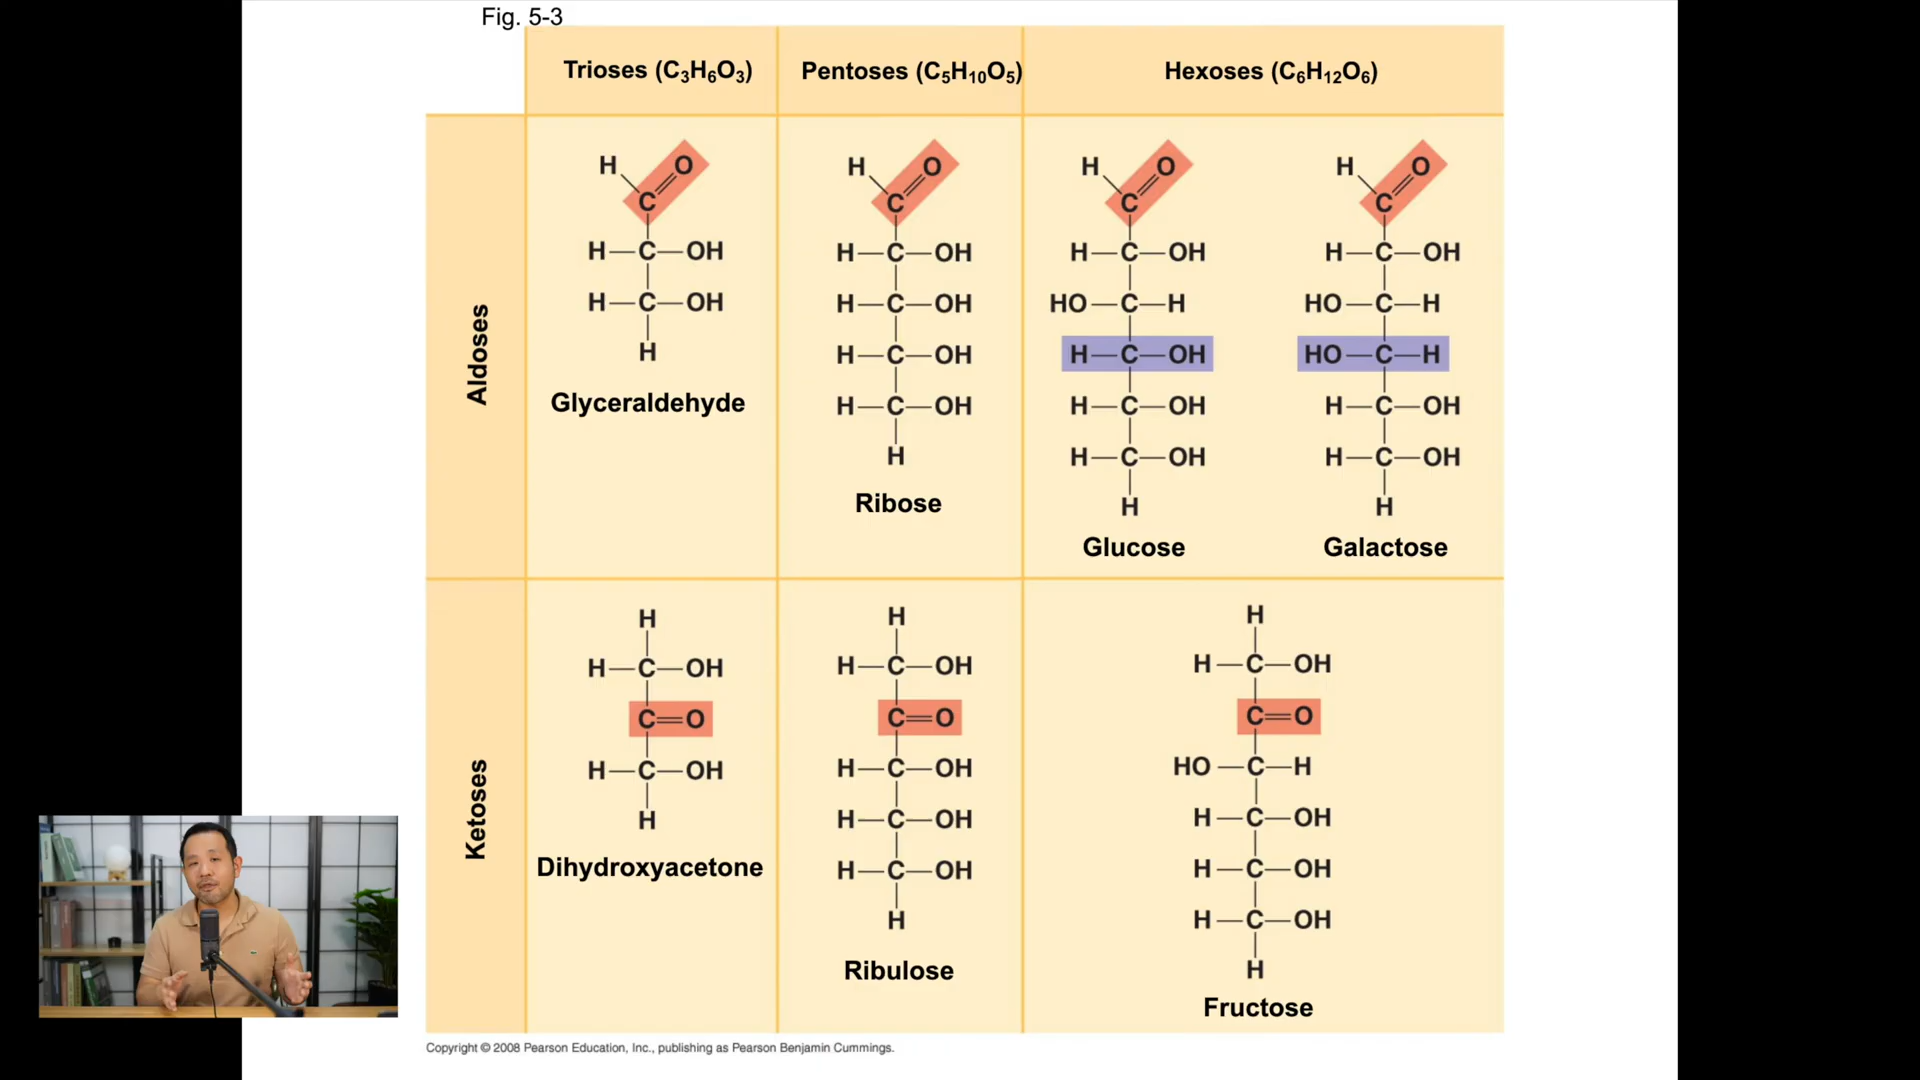 Fig. 5-3
Trioses (C₃H₆O₃)
Pentoses (C₅H₁₀O₅)
Hexoses (C₆H₁₂O₆)
Aldoses
H O
C
H—C—OH
H—C—OH
H
Glyceraldehyde
H O
C
H—C—OH
H—C—OH
H—C—OH
H—C—OH
H
Ribose
H O
C
H—C—OH
HO—C—H
H—C—OH
H—C—OH
H—C—OH
H
Glucose
H O
C
H—C—OH
HO—C—H
HO—C—H
H—C—OH
H—C—OH
H
Galactose
Ketoses
H
H—C—OH
C=O
H—C—OH
H
Dihydroxyacetone
H
H—C—OH
C=O
H—C—OH
H—C—OH
H—C—OH
H
Ribulose
H
H—C—OH
C=O
HO—C—H
H—C—OH
H—C—OH
H—C—OH
H
Fructose
Copyright © 2008 Pearson Education, Inc., publishing as Pearson Benjamin Cummings.